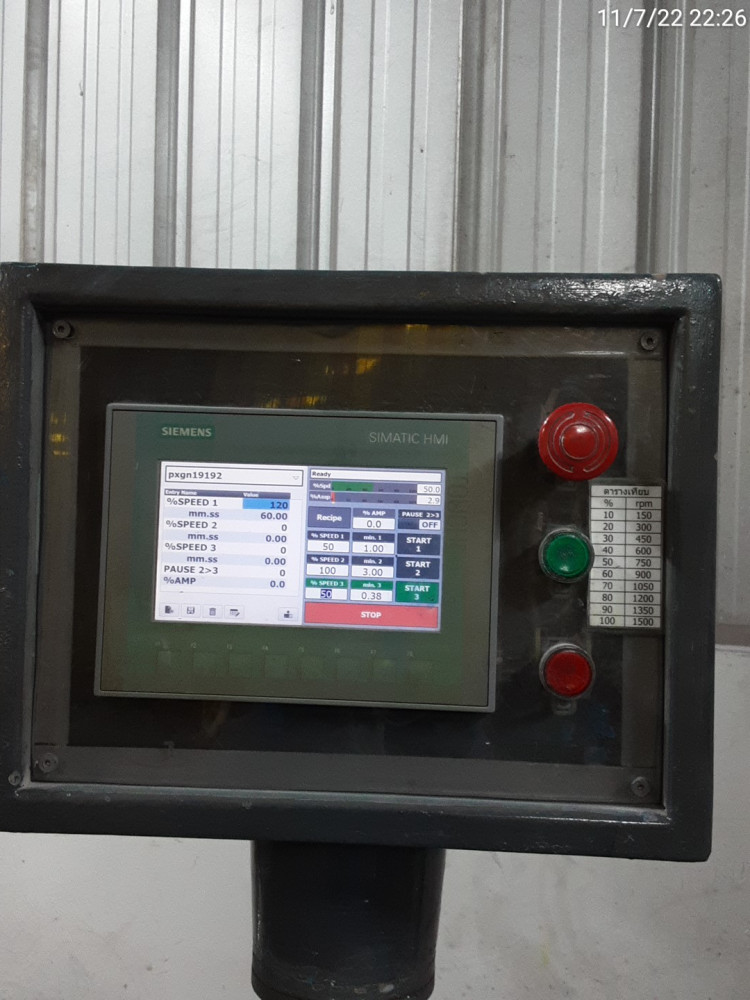 11/7/22 22:26
SIEMENS
SIMATIC HMI
pxgn19192
Entry Name Value
%SPEED 1 120
mm.ss 60.00
%SPEED 2 0
mm.ss 0.00
%SPEED 3 0
mm.ss 0.00
PAUSE 2>3 0
%AMP 0.0
Ready
%Spd 50.0
%Amp 2.9
Recipe
% AMP
0.0
PAUSE 2>3
OFF
% SPEED 1
50
min. 1
1.00
START
1
% SPEED 2
100
min. 2
3.00
START
2
% SPEED 3
50
min. 3
0.38
START
3
STOP
ตารางเทียบ
% rpm
10 150
20 300
30 450
40 600
50 750
60 900
70 1050
80 1200
90 1350
100 1500